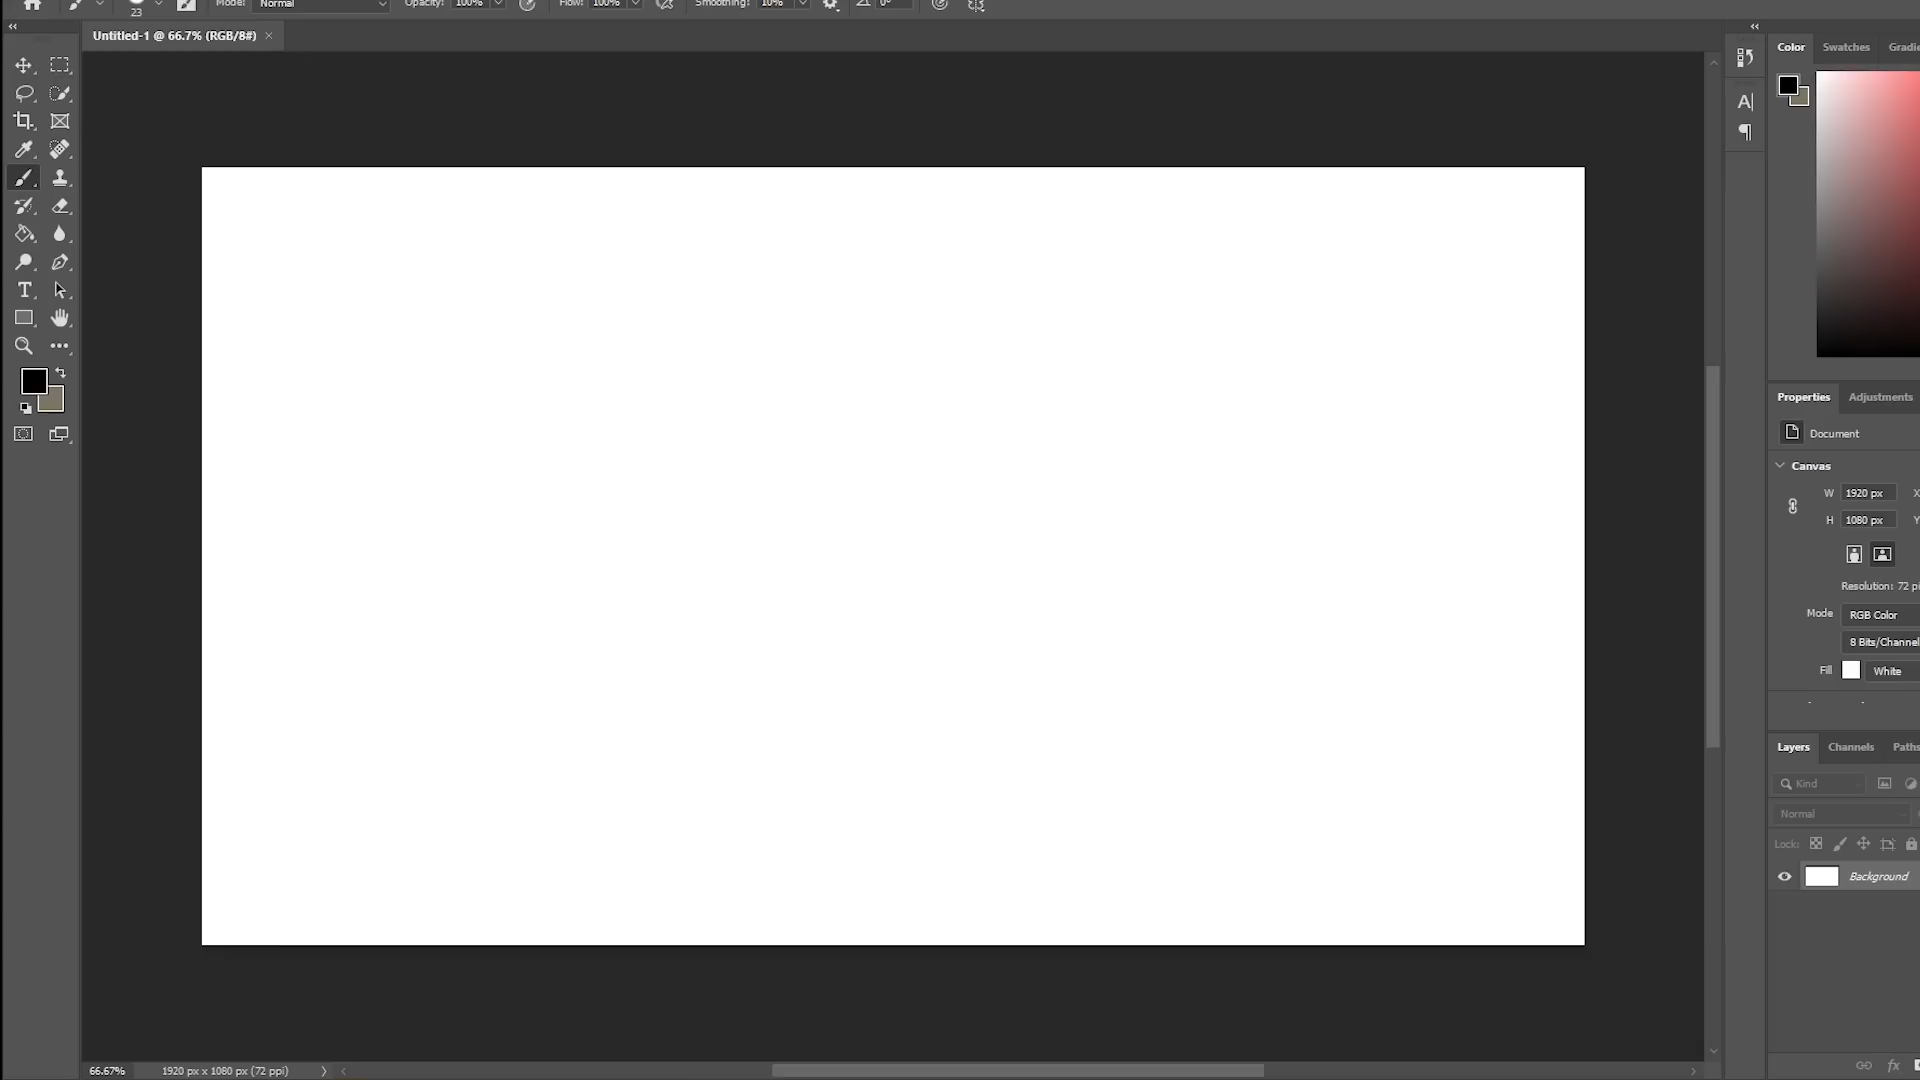 Mode: Normal Opacity: 100% Flow: 100% Smoothing: 10% 0°
23
Untitled-1 @ 66.7% (RGB/8#) ×
Color Swatches
Properties Adjustments
Document
Canvas
W 1920 px X
H 1080 px Y
Resolution: 72
Mode RGB Color
8 Bits/Channel
Fill White
Layers Channels Paths
Kind
Normal
Lock:
Background
fx
66.67% 1920 px x 1080 px (72 ppi)